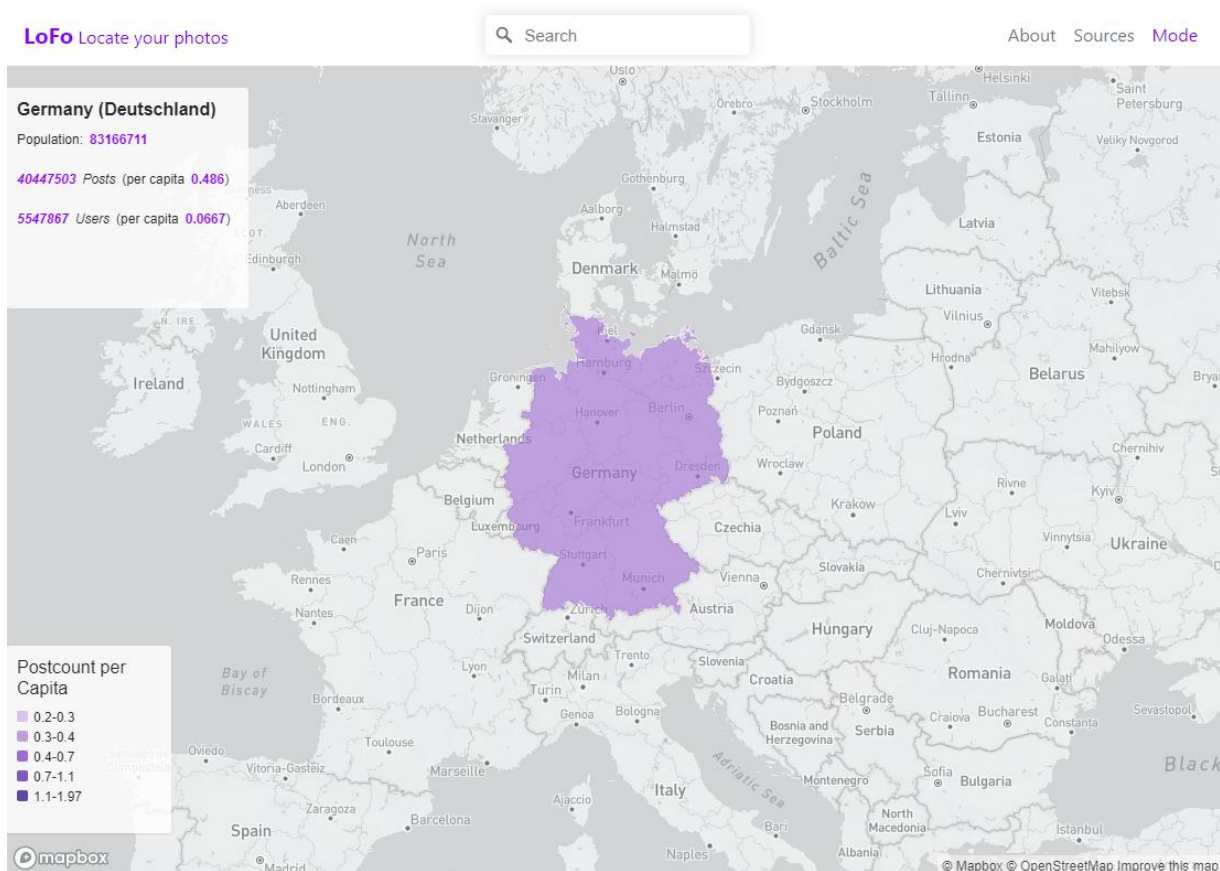 LoFo Locate your photos
Search
About Sources Mode
Germany (Deutschland)
Population: 83166711
40447503 Posts (per capita 0.486)
5547867 Users (per capita 0.0667)
Oslo
Helsinki
Stavanger
Örebro
Stockholm
Tallinn
Saint
Petersburg
Estonia
Veliky Novgorod
Gothenburg
Aberdeen
SCOT.
Aalborg
Halmstad
Baltic Sea
Latvia
North
Sea
Edinburgh
Denmark
Malmö
Lithuania
Vitebsk
N. IRE.
United
Kingdom
Kiel
Gdansk
Vilnius
Hamburg
Szczecin
Hrodna
Mahilyow
Ireland
Nottingham
Groningen
Bydgoszcz
Belarus
WALES
ENG.
Hanover
Berlin
Poznań
Cardiff
London
Netherlands
Poland
Chernihiv
Germany
Dresden
Wroclaw
Rivne
Kyiv
Belgium
Luxembourg
Frankfurt
Czechia
Krakow
Lviv
Caen
Paris
Stuttgart
Vinnytsia
Ukraine
Rennes
Munich
Vienna
Slovakia
Chernivtsi
Nantes
France
Dijon
Zürich
Austria
Switzerland
Hungary
Cluj-Napoca
Moldova
Odessa
Postcount per
Capita
0.2-0.3
0.3-0.4
0.4-0.7
0.7-1.1
1.1-1.97
Bay of
Biscay
Lyon
Trento
Milan
Slovenia
Croatia
Romania
Galați
Turin
Bordeaux
Genoa
Bologna
Belgrade
Bucharest
Craiova
Constanța
Sevastopol
Bosnia and
Herzegovina
Serbia
Santiago de
Compostela
Oviedo
Toulouse
Vitoria-Gasteiz
Marseille
Adriatic Sea
Montenegro
Sofia
Bulgaria
Black
Zaragoza
Barcelona
Ajaccio
Italy
North
Macedonia
Spain
Bari
Istanbul
Madrid
Naples
Albania
mapbox
© Mapbox © OpenStreetMap Improve this map